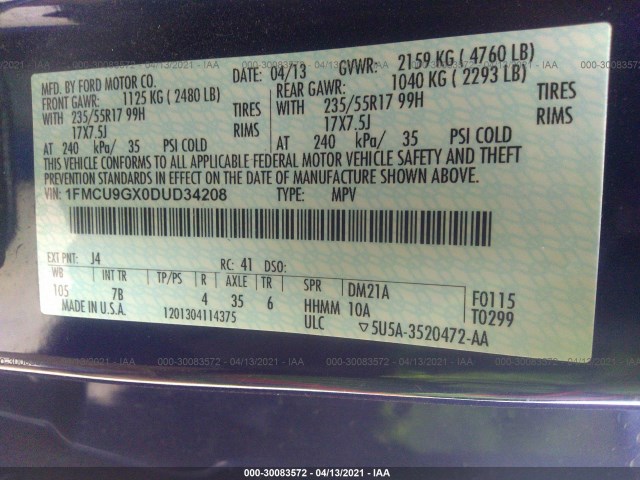 MFD. BY FORD MOTOR CO. DATE: 04/13 GVWR: 2159 KG ( 4760 LB)
FRONT GAWR: 1125 KG ( 2480 LB) REAR GAWR: 1040 KG ( 2293 LB)
WITH 235/55R17 99H TIRES WITH 235/55R17 99H TIRES
17X7.5J RIMS 17X7.5J RIMS
AT 240 kPa/ 35 PSI COLD AT 240 kPa/ 35 PSI COLD
THIS VEHICLE CONFORMS TO ALL APPLICABLE FEDERAL MOTOR VEHICLE SAFETY AND THEFT
PREVENTION STANDARDS IN EFFECT ON THE DATE OF MANUFACTURE SHOWN ABOVE.
VIN: 1FMCU9GX0DUD34208 TYPE: MPV
EXT PNT: J4 RC: 41 DSO:
WB INT TR TP/PS R AXLE TR SPR DM21A F0115
105 7B 4 35 6 HHMM 10A T0299
MADE IN U.S.A. 1201304114375 ULC ▽5U5A-3520472-AA
000-30083572 - 04/13/2021 - IAA